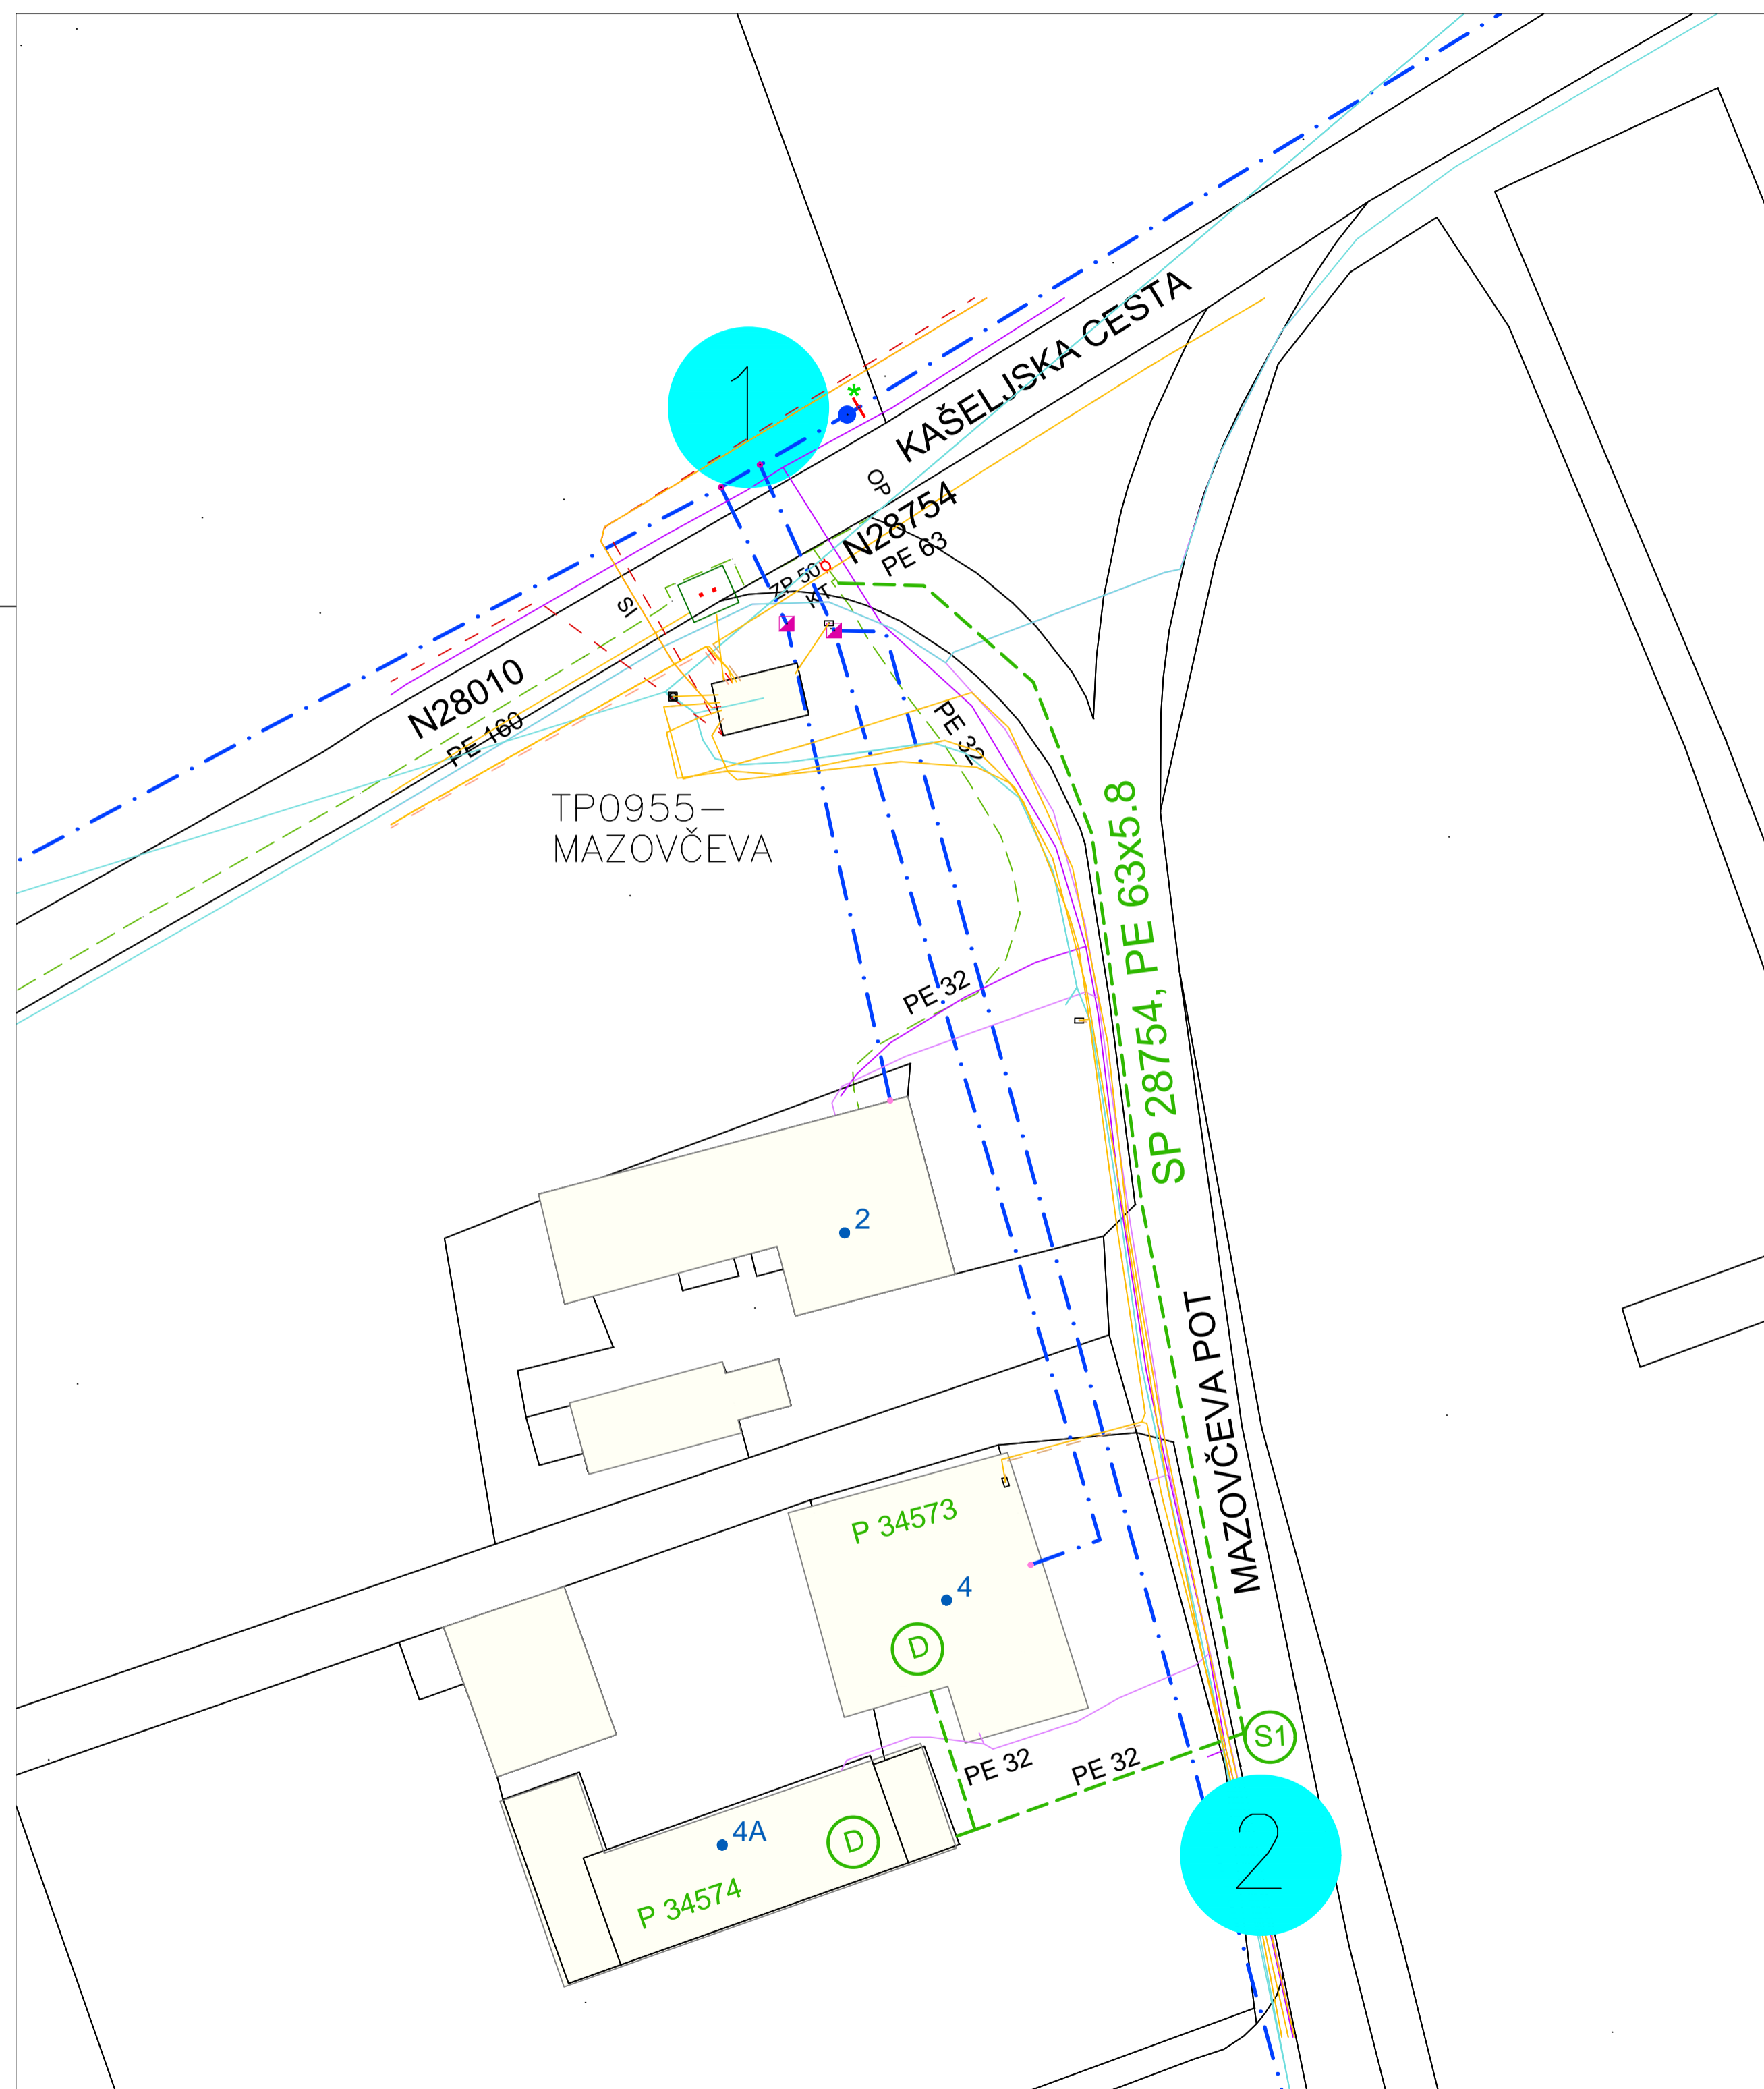 1
*
KAŠELJSKA CESTA
OP
N28754
PE 63
ZP 50
KT
SI
N28010
PE 160
PE 32
TP0955-
MAZOVČEVA
SP 28754, PE 63x5.8
PE 32
2
MAZOVČEVA POT
P 34573
4
D
S1
PE 32
PE 32
4A
D
P 34574
2